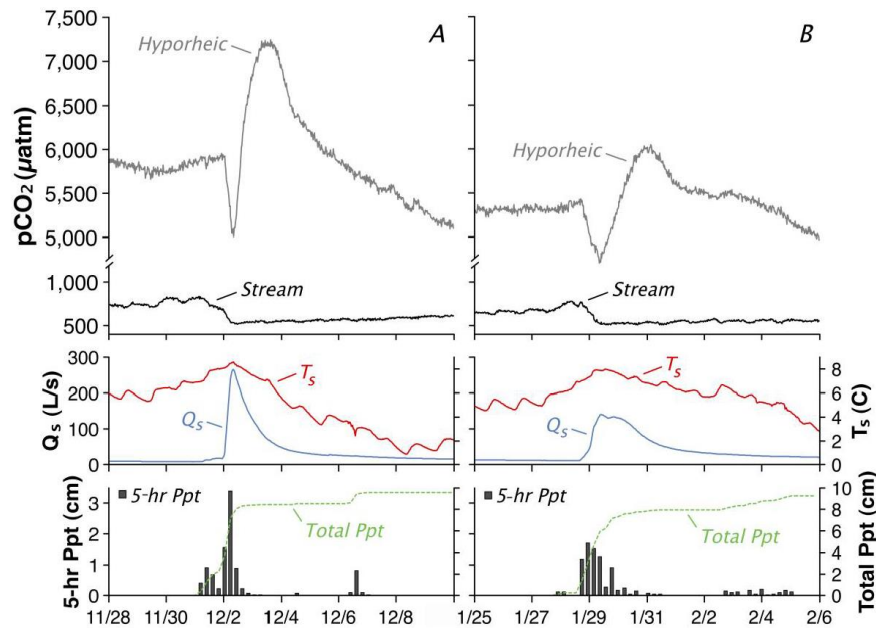 A
B
pCO2 (µatm)
7,500
7,000
6,500
6,000
5,500
5,000
1,000
500
Hyporheic
Stream
Hyporheic
Stream
Qs (L/s)
300
200
100
0
Ts
Qs
Ts
Qs
8
6
4
2
0
Ts (C)
5-hr Ppt (cm)
3
2
1
0
5-hr Ppt
Total Ppt
5-hr Ppt
Total Ppt
10
8
6
4
2
0
Total Ppt (cm)
11/28 11/30 12/2 12/4 12/6 12/8
1/25 1/27 1/29 1/31 2/2 2/4 2/6